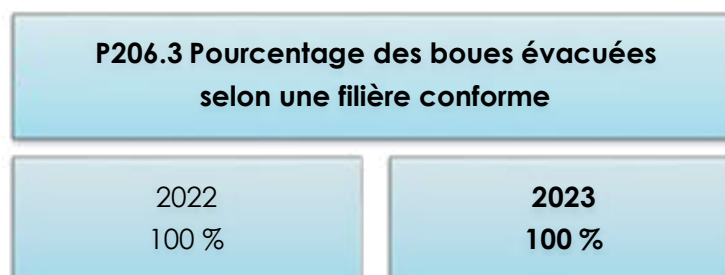 P206.3 Pourcentage des boues évacuées
selon une filière conforme
2022
100 %
2023
100 %